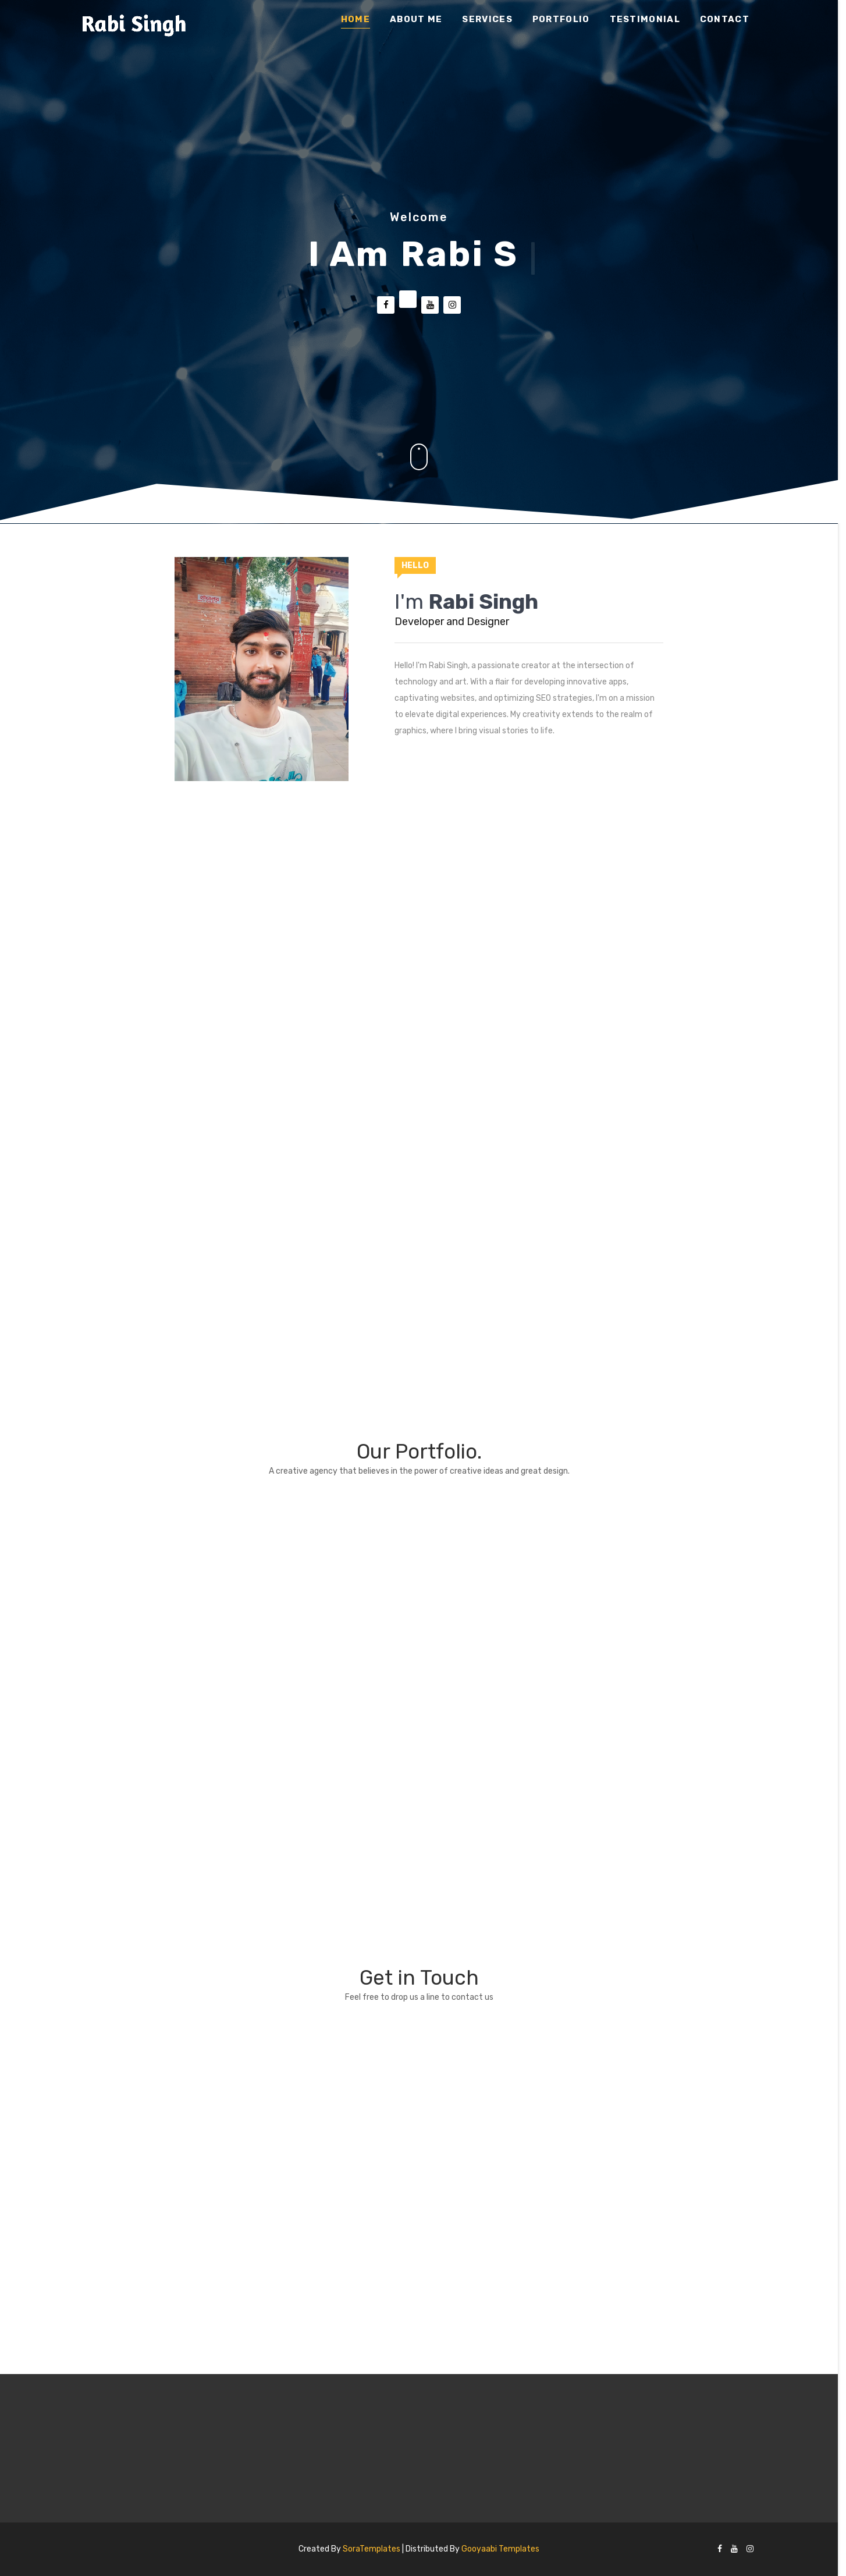 Rabi Singh
HOME ABOUT ME SERVICES PORTFOLIO TESTIMONIAL CONTACT
Welcome
I Am Rabi S
HELLO
I'm Rabi Singh
Developer and Designer
Hello! I'm Rabi Singh, a passionate creator at the intersection of
technology and art. With a flair for developing innovative apps,
captivating websites, and optimizing SEO strategies, I'm on a mission
to elevate digital experiences. My creativity extends to the realm of
graphics, where I bring visual stories to life.
Our Portfolio.
A creative agency that believes in the power of creative ideas and great design.
Get in Touch
Feel free to drop us a line to contact us
Created By SoraTemplates | Distributed By Gooyaabi Templates